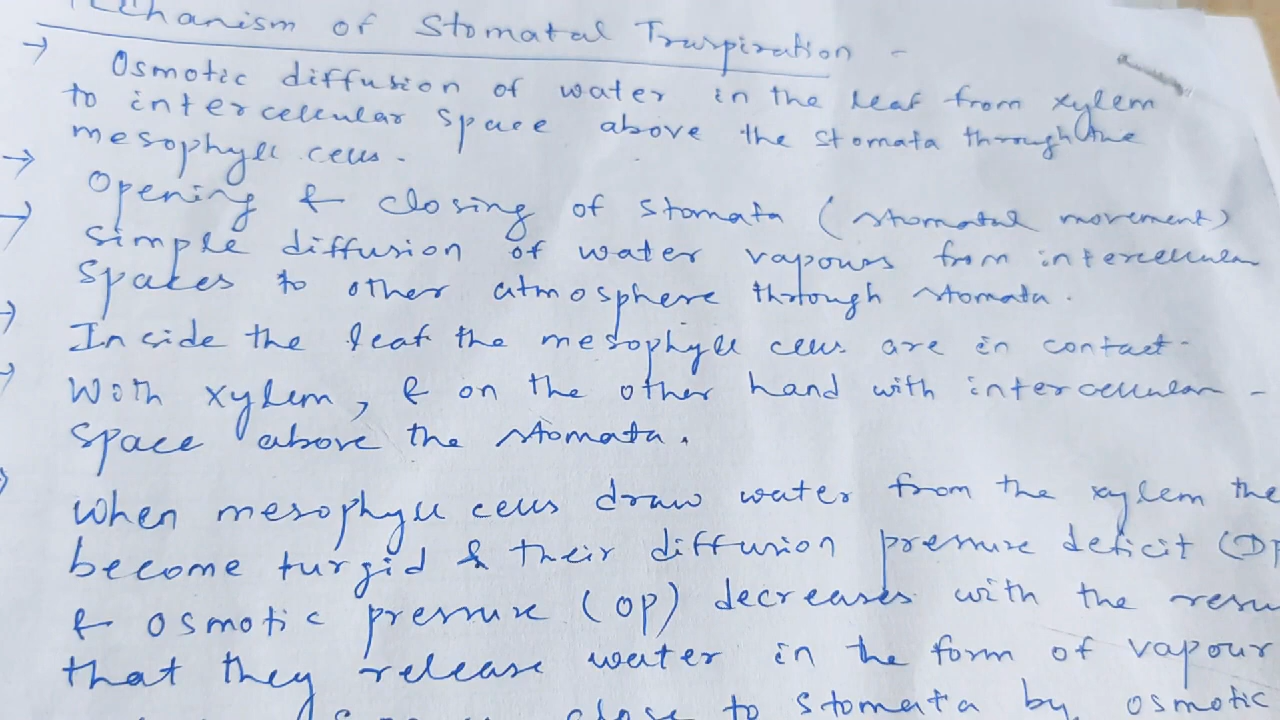 Mechanism of Stomatal Transpiration -
→ Osmotic diffusion of water in the leaf from xylem
to intercellular space above the stomata through the
mesophyll cells.
→ Opening & closing of stomata (stomatal movement)
→ Simple diffusion of water vapours from intercellular
spaces to other atmosphere through stomata.
→ Inside the leaf the mesophyll cells are in contact-
with xylem, & on the other hand with intercellular -
space above the stomata.
When mesophyll cells draw water from the xylem the
become turgid & their diffusion pressure deficit (DP
& osmotic pressure (OP) decreases with the resu
that they release water in the form of vapour
close to stomata by osmotic